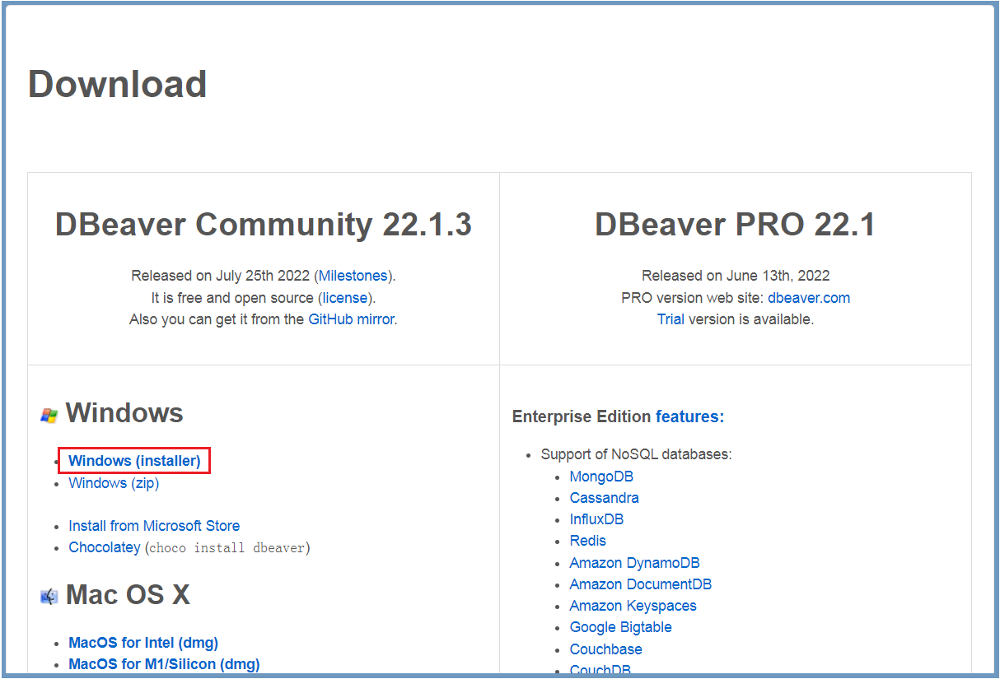 Download
DBeaver Community 22.1.3
Released on July 25th 2022 (Milestones).
It is free and open source (license).
Also you can get it from the GitHub mirror.
DBeaver PRO 22.1
Released on June 13th, 2022
PRO version web site: dbeaver.com
Trial version is available.
Windows
Windows (installer)
Windows (zip)
Install from Microsoft Store
Chocolatey (choco install dbeaver)
Mac OS X
MacOS for Intel (dmg)
MacOS for M1/Silicon (dmg)
Enterprise Edition features:
Support of NoSQL databases:
MongoDB
Cassandra
InfluxDB
Redis
Amazon DynamoDB
Amazon DocumentDB
Amazon Keyspaces
Google Bigtable
Couchbase
CouchDB